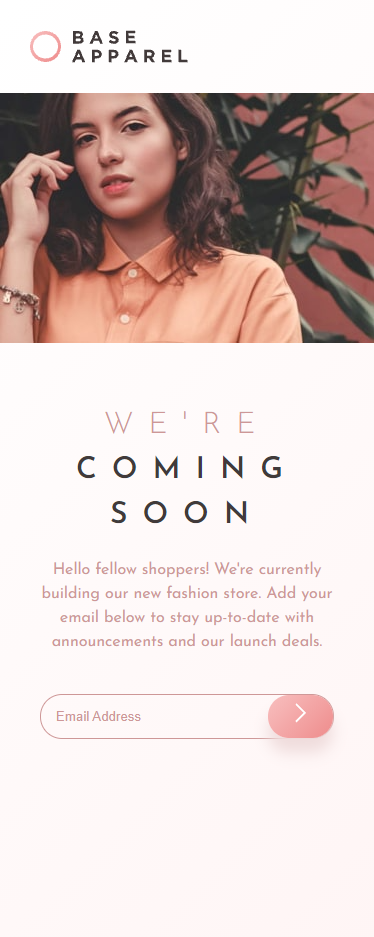 BASE
APPAREL
WE'RE
COMING
SOON
Hello fellow shoppers! We're currently
building our new fashion store. Add your
email below to stay up-to-date with
announcements and our launch deals.
Email Address